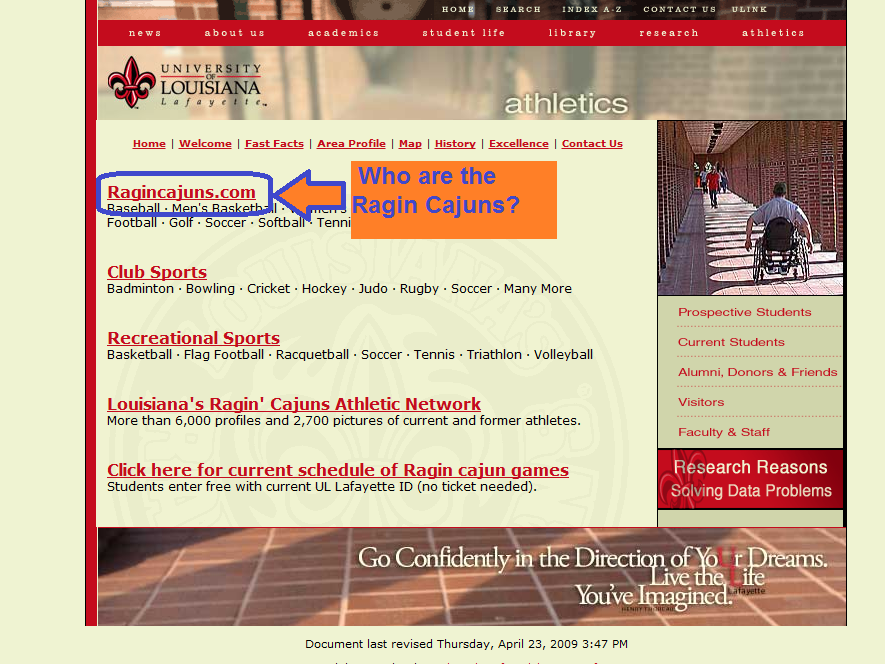 HOME SEARCH INDEX A-Z CONTACT US ULINK
news about us academics student life library research athletics
UNIVERSITY
OF
LOUISIANA
Lafayette™
athletics
Home | Welcome | Fast Facts | Area Profile | Map | History | Excellence | Contact Us
Ragincajuns.com
Who are the
Ragin Cajuns?
Baseball · Men's Basketball ·
Football · Golf · Soccer · Softball ·
Club Sports
Badminton · Bowling · Cricket · Hockey · Judo · Rugby · Soccer · Many More
Recreational Sports
Basketball · Flag Football · Racquetball · Soccer · Tennis · Triathlon · Volleyball
Louisiana's Ragin' Cajuns Athletic Network
More than 6,000 profiles and 2,700 pictures of current and former athletes.
Click here for current schedule of Ragin cajun games
Students enter free with current UL Lafayette ID (no ticket needed).
Prospective Students
Current Students
Alumni, Donors & Friends
Visitors
Faculty & Staff
Research Reasons
Solving Data Problems
Go Confidently in the Direction of YoUr Dreams.
Live the Life
Lafayette
You've Imagined.
HENRY THOREAU
Document last revised Thursday, April 23, 2009 3:47 PM